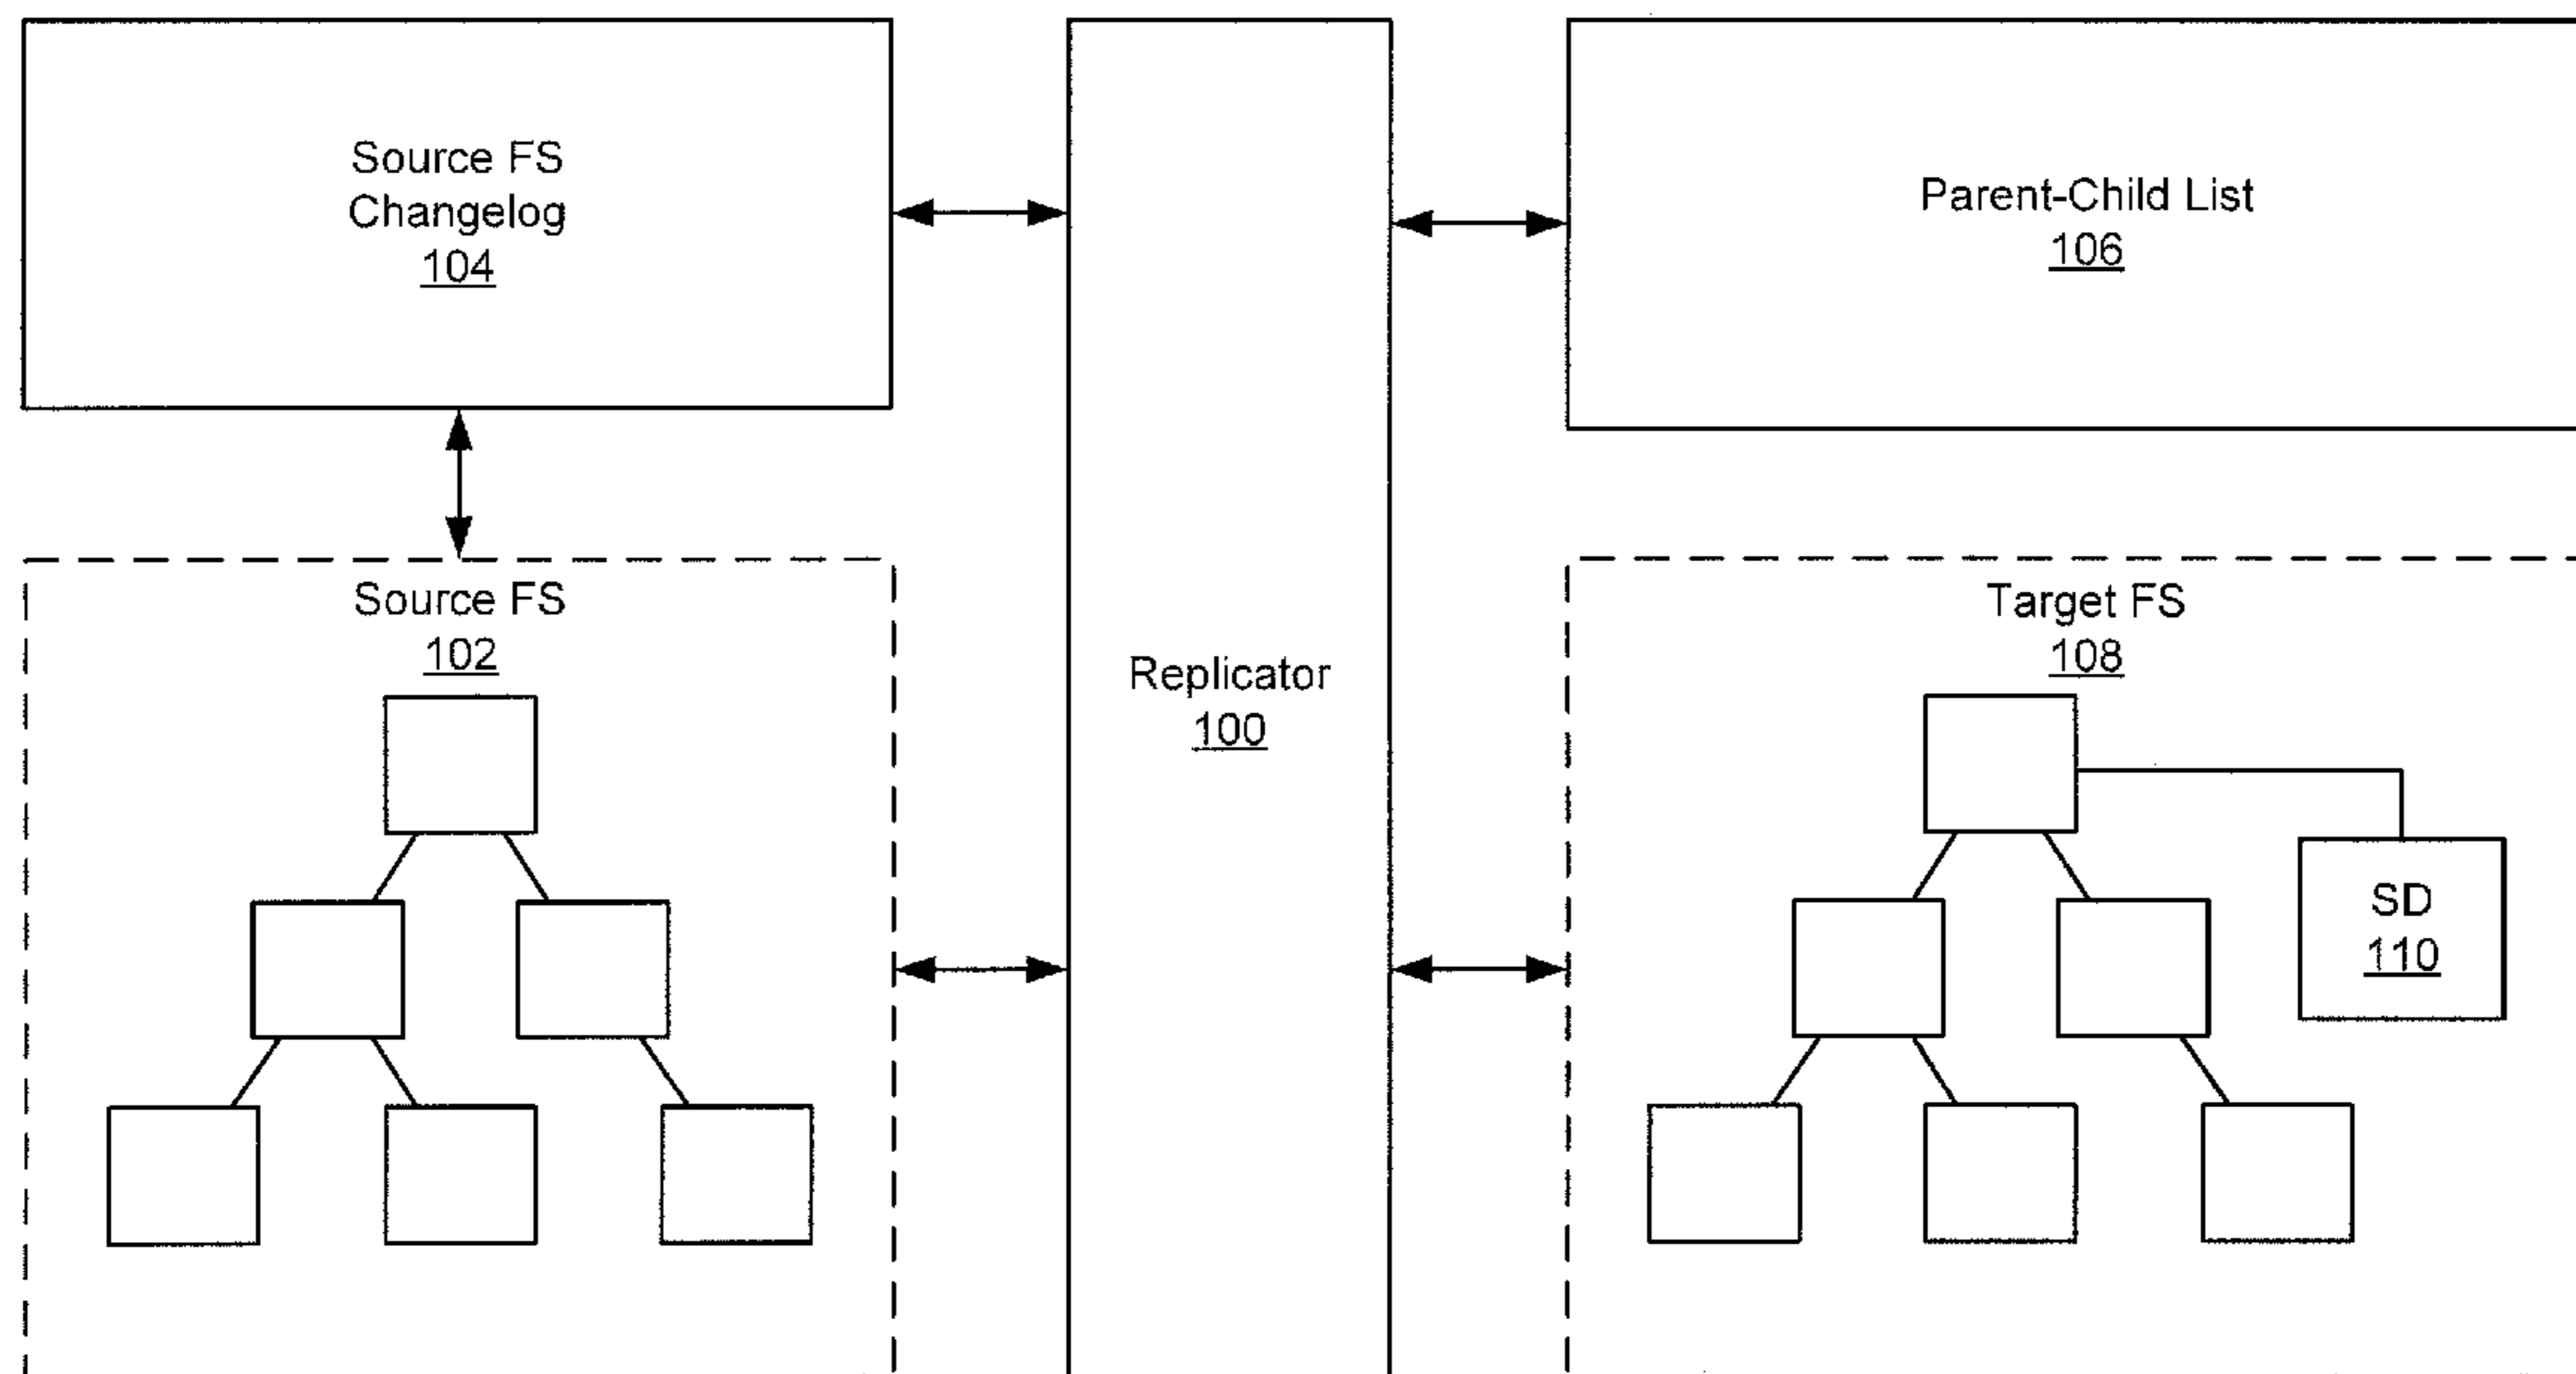 Source FS
Changelog
104
Parent-Child List
106
Source FS
102
Replicator
100
Target FS
108
SD
110